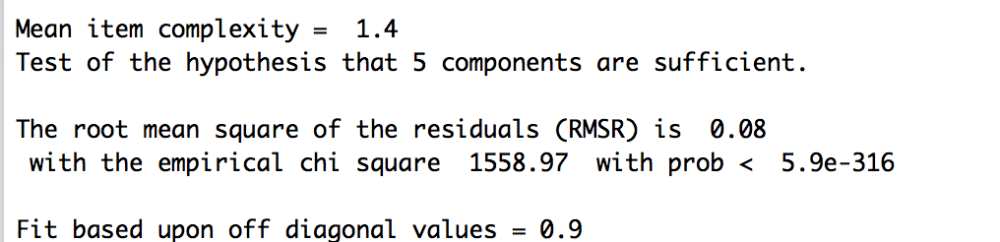 Mean item complexity =  1.4
Test of the hypothesis that 5 components are sufficient.
The root mean square of the residuals (RMSR) is  0.08
 with the empirical chi square  1558.97  with prob <  5.9e-316
Fit based upon off diagonal values = 0.9